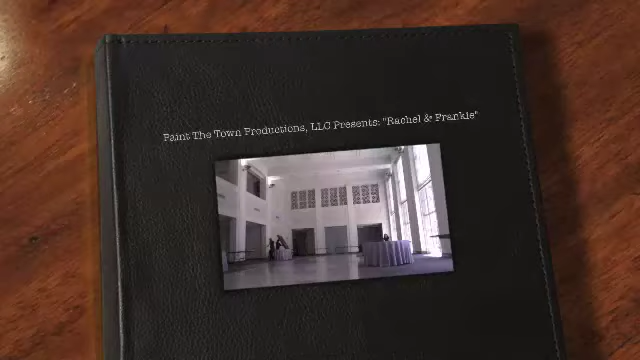 Paint The Town Productions, LLC Presents: "Rachel & Frankie"